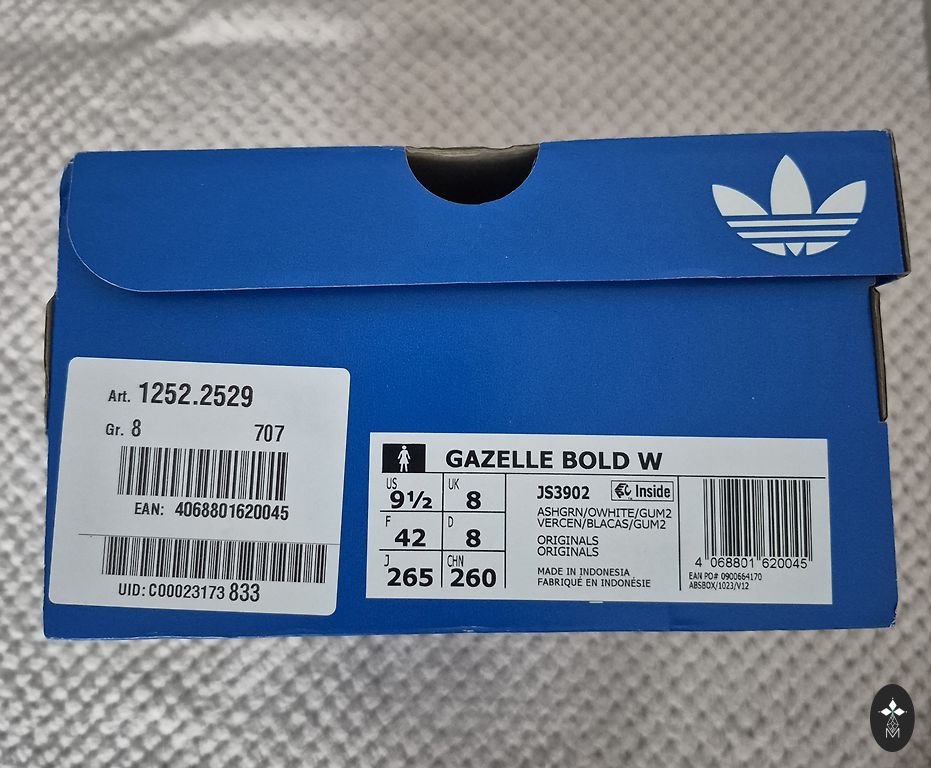 Art. 1252.2529
Gr. 8 707
EAN: 4068801620045
UID: C00023173 833
GAZELLE BOLD W
US 9½ UK 8
F 42 D 8
J 265 CHN 260
JS3902 Inside
ASHGRN/OWHITE/GUM2
VERCEN/BLACAS/GUM2
ORIGINALS
ORIGINALS
MADE IN INDONESIA
FABRIQUÉ EN INDONÉSIE
4 068801 620045
EAN PO# 0900664170
ABSBOX/1023/V12
M